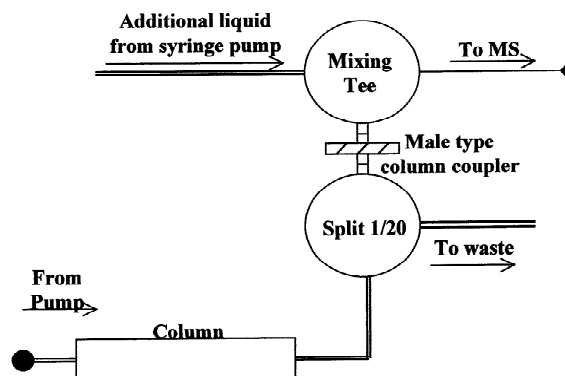 Additional liquid
from syringe pump
Mixing
Tee
To MS.
Male type
column coupler
Split 1/20
To waste
From
Pump
Column